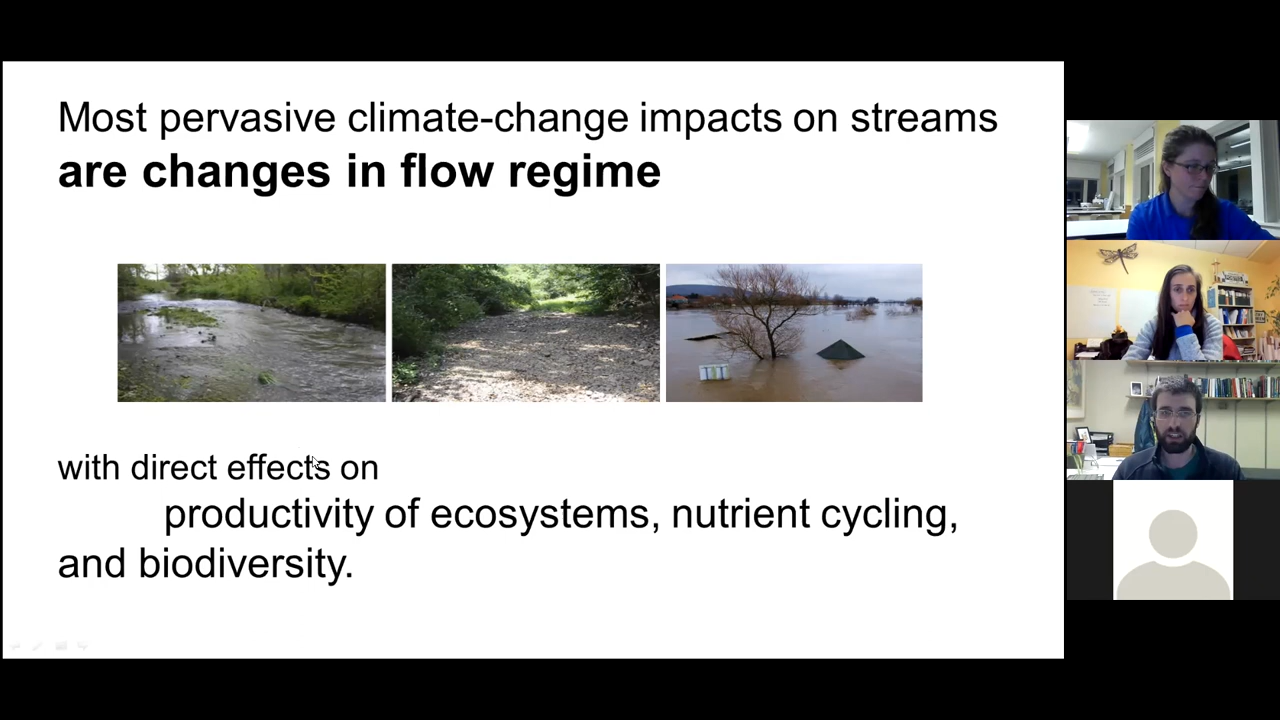 Most pervasive climate-change impacts on streams
are changes in flow regime
with direct effects on
productivity of ecosystems, nutrient cycling,
and biodiversity.